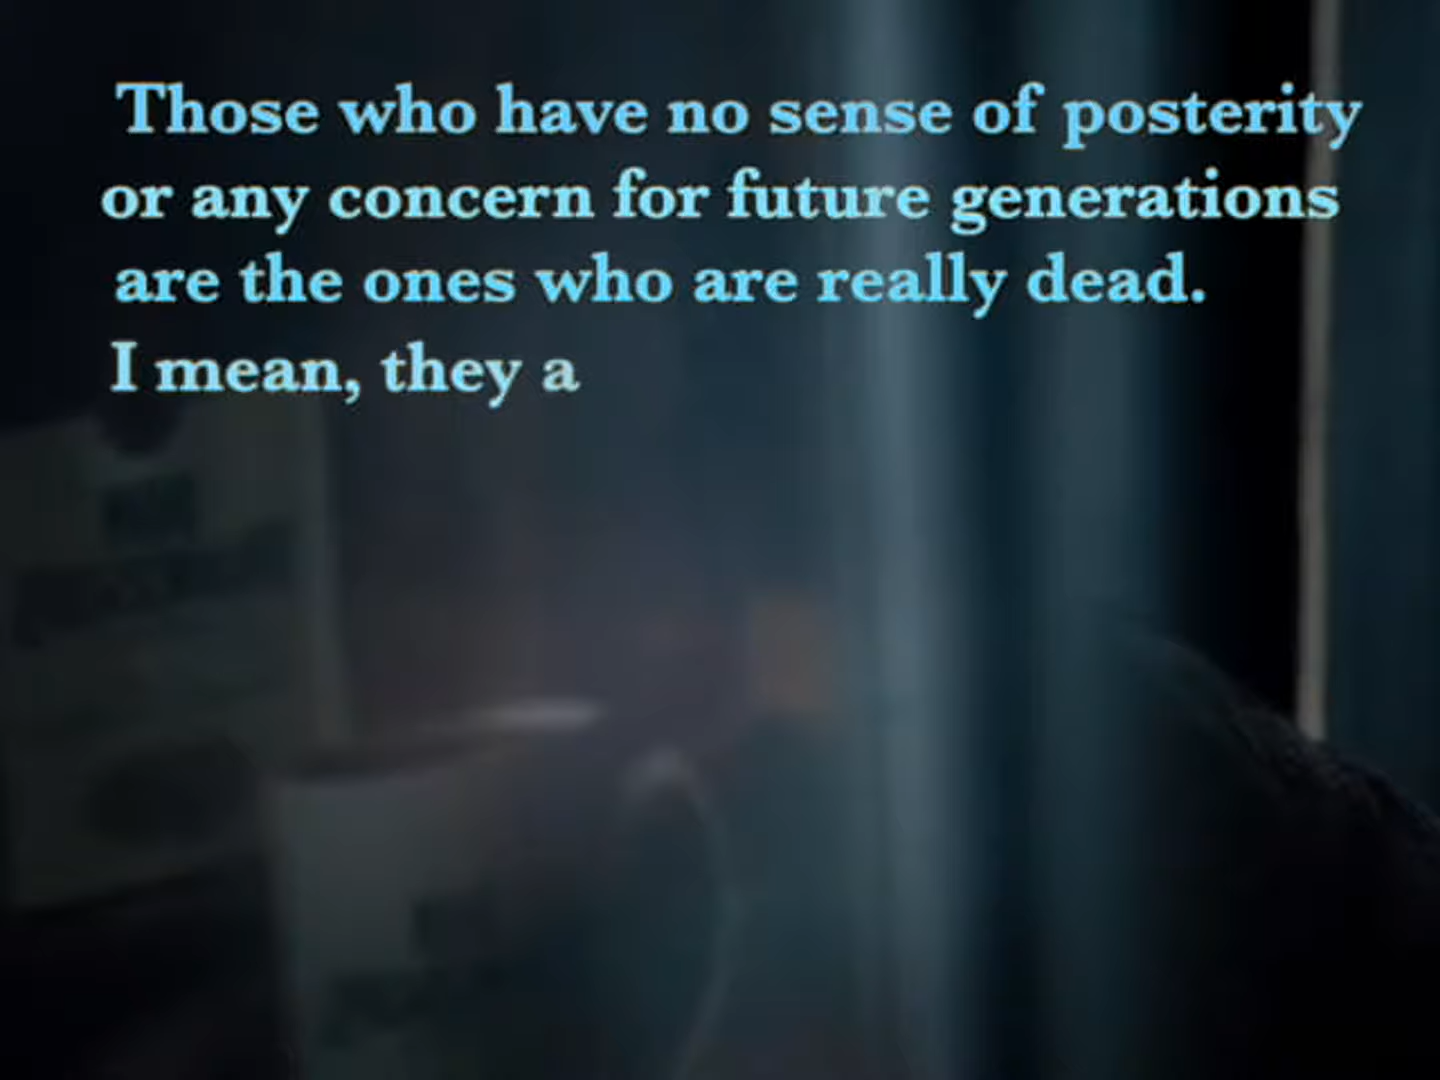 Those who have no sense of posterity
or any concern for future generations
are the ones who are really dead.
I mean, they a